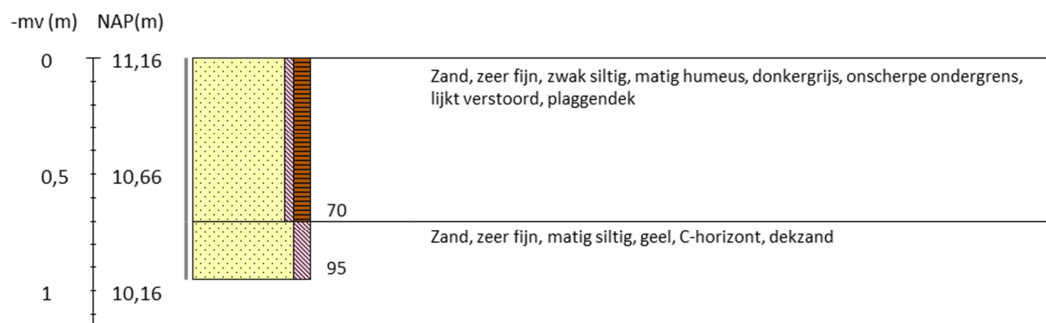 -mv (m) NAP(m)
0 11,16
Zand, zeer fijn, zwak siltig, matig humeus, donkergrijs, onscherpe ondergrens,
lijkt verstoord, plaggendek
0,5 10,66
70
Zand, zeer fijn, matig siltig, geel, C-horizont, dekzand
95
1 10,16